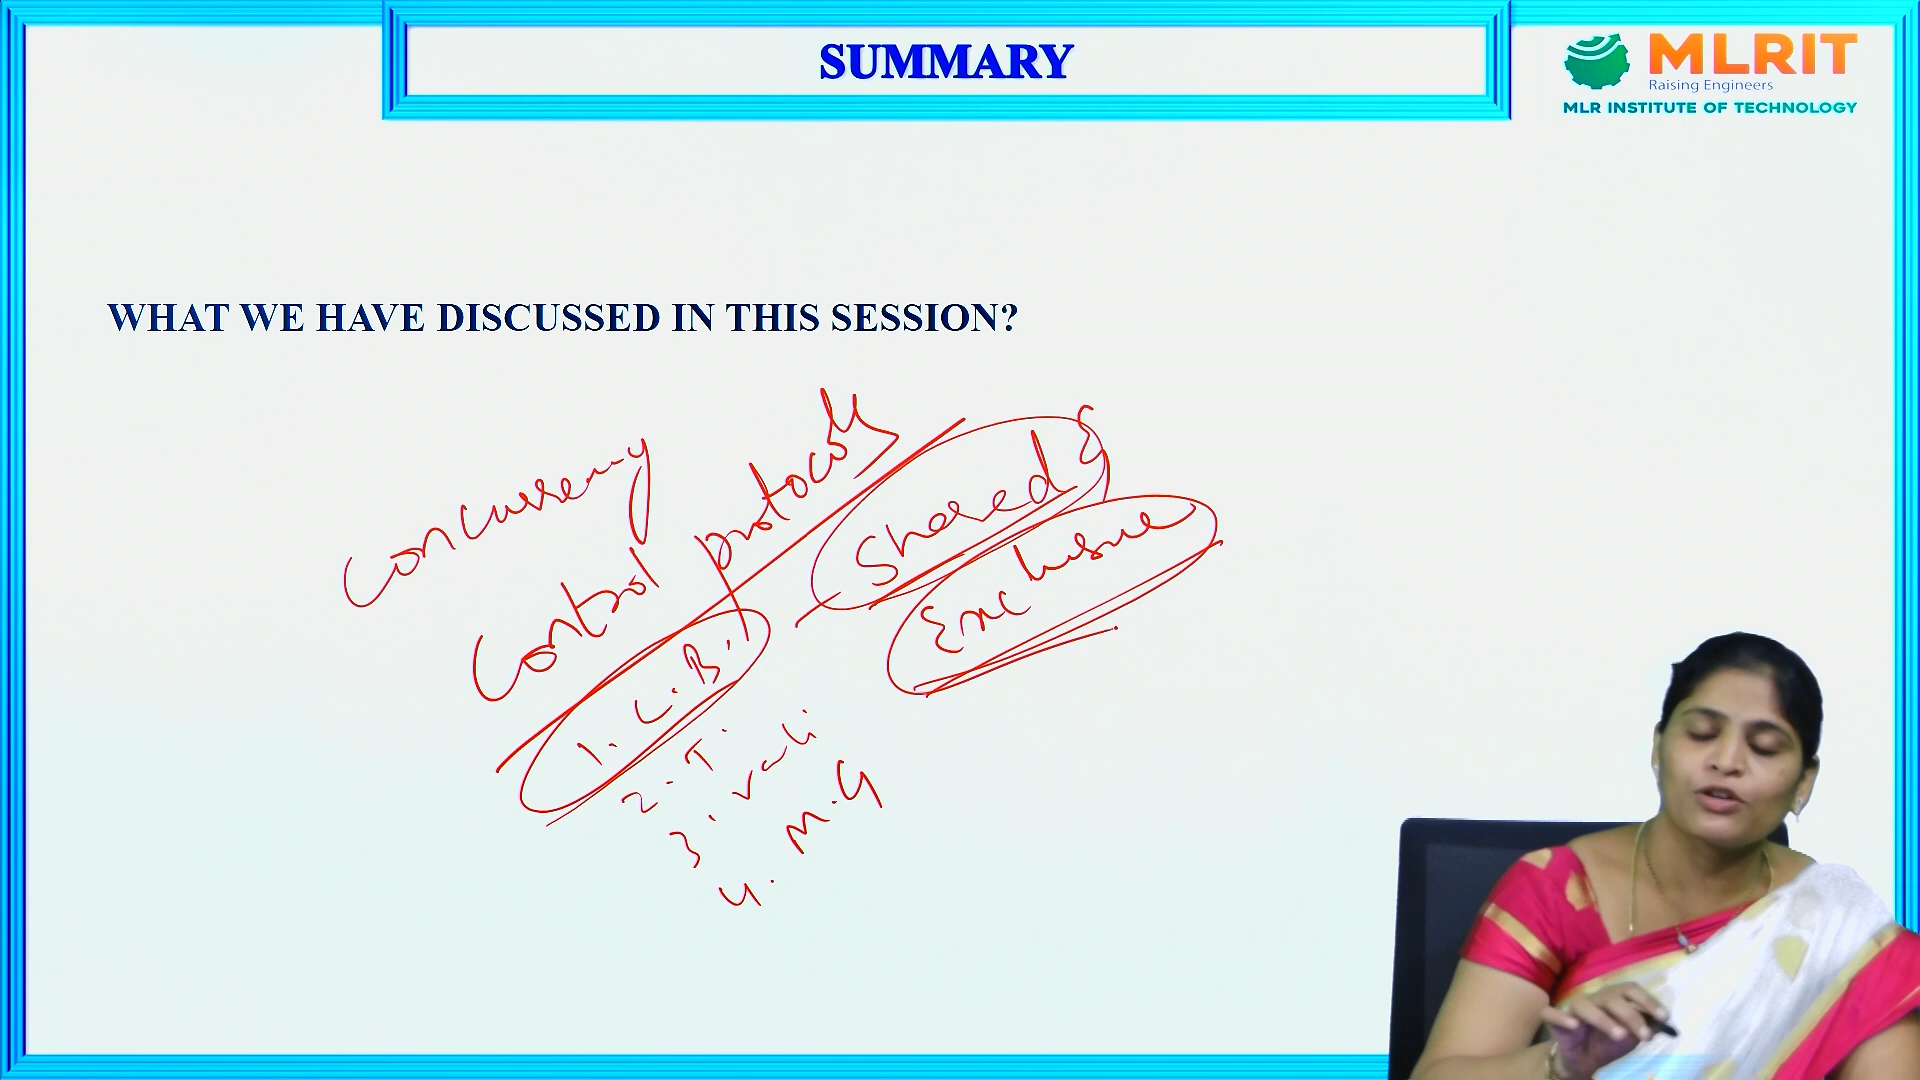 SUMMARY
MLRIT
Raising Engineers
MLR INSTITUTE OF TECHNOLOGY
WHAT WE HAVE DISCUSSED IN THIS SESSION?
Concurrency
Control protocols
1. L.B.
2. T.
3. vali
4. M.G
Shared &
Exclusive